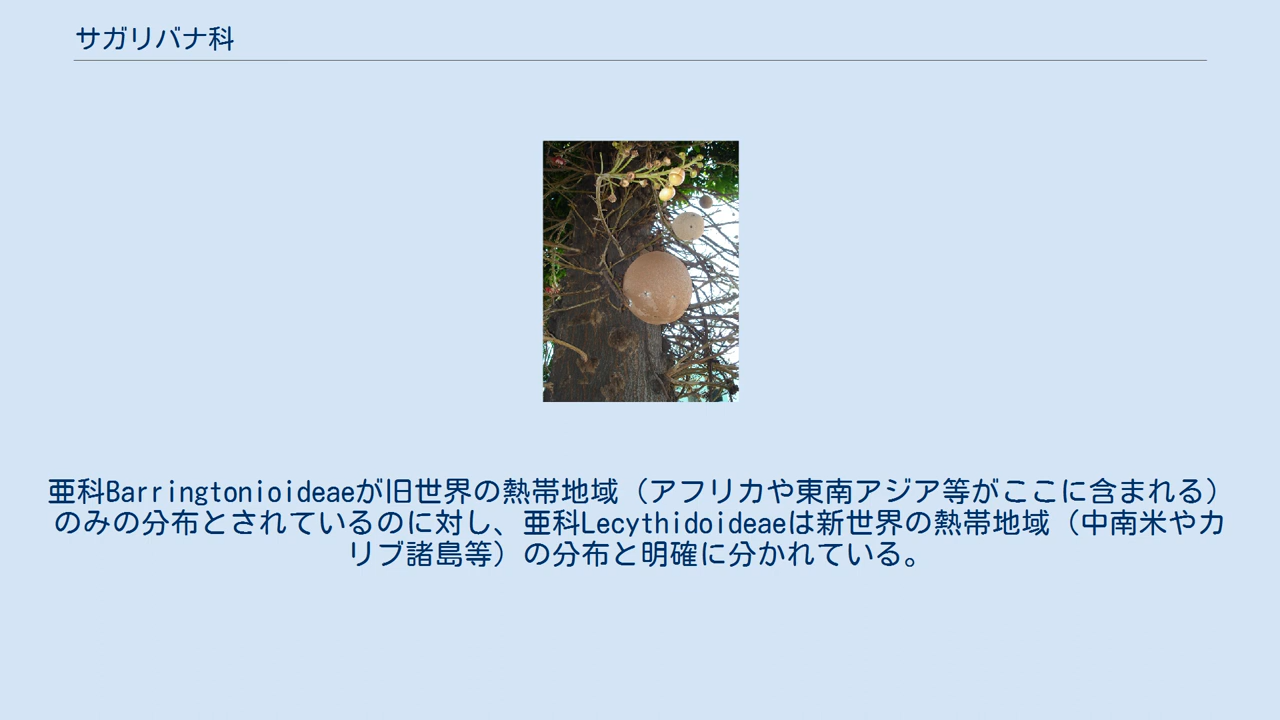 サガリバナ科
亜科Barringtonioideaeが旧世界の熱帯地域（アフリカや東南アジア等がここに含まれる）
のみの分布とされているのに対し、亜科Lecythidoideaeは新世界の熱帯地域（中南米やカ
リブ諸島等）の分布と明確に分かれている。